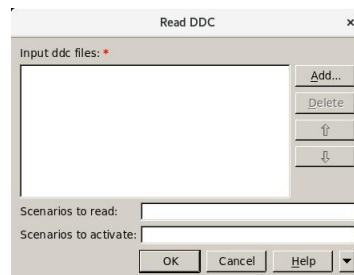 Read DDC
Input ddc files: *
Add...
Delete
Scenarios to read:
Scenarios to activate:
OK Cancel Help